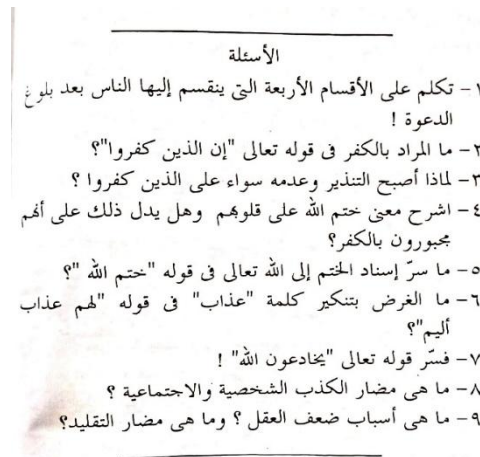 الأسئلة
١- تكلم على الأقسام الأربعة التى ينقسم إليها الناس بعد بلوغ
الدعوة !
٢- ما المراد بالكفر فى قوله تعالى "إن الذين كفروا"؟
٣- لماذا أصبح التنذير وعدمه سواء على الذين كفروا ؟
٤- اشرح معنى ختم الله على قلوبهم وهل يدل ذلك على أنهم
مجبورون بالكفر؟
٥- ما سرّ إسناد الختم إلى الله تعالى فى قوله "ختم الله "؟
٦- ما الغرض بتنكير كلمة "عذاب" فى قوله "لهم عذاب
أليم"؟
٧- فسّر قوله تعالى "يخادعون الله" !
٨- ما هى مضار الكذب الشخصية والاجتماعية ؟
٩- ما هى أسباب ضعف العقل ؟ وما هى مضار التقليد؟